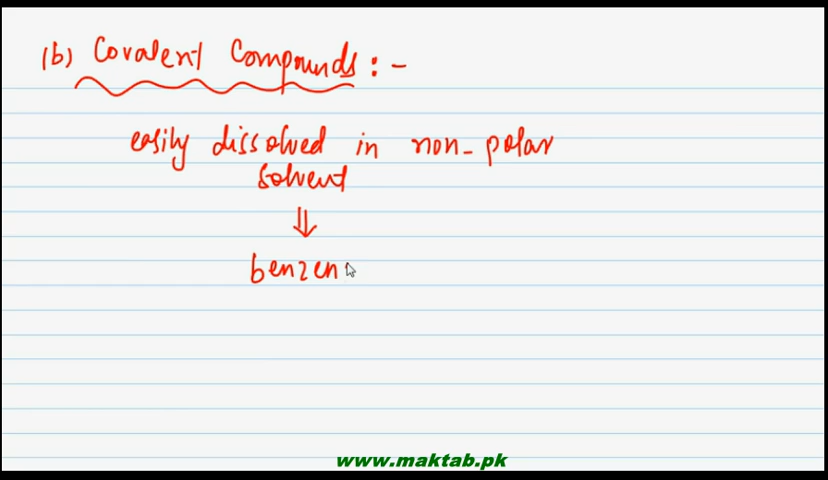 (b) Covalent Compounds : -
easily dissolved in non-polar
solvent
⇓
benzen
www.maktab.pk